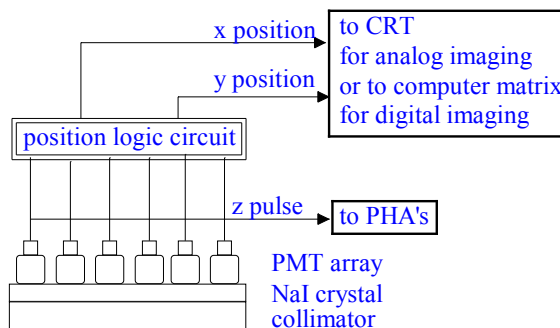 x position
to CRT
for analog imaging
or to computer matrix
for digital imaging
y position
position logic circuit
z pulse
to PHA's
PMT array
NaI crystal
collimator